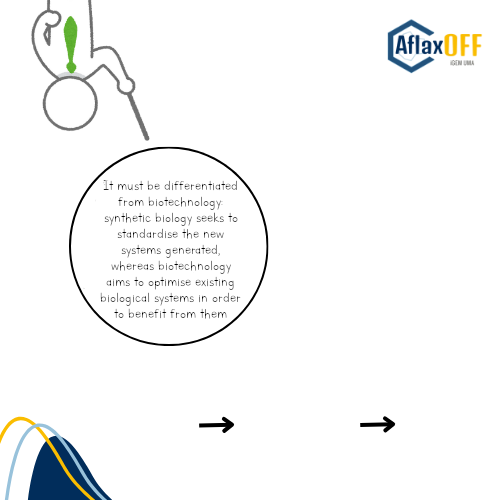 AflaxOFF
iGEM UMA
It must be differentiated
from biotechnology:
synthetic biology seeks to
standardise the new
systems generated,
whereas biotechnology
aims to optimise existing
biological systems in order
to benefit from them